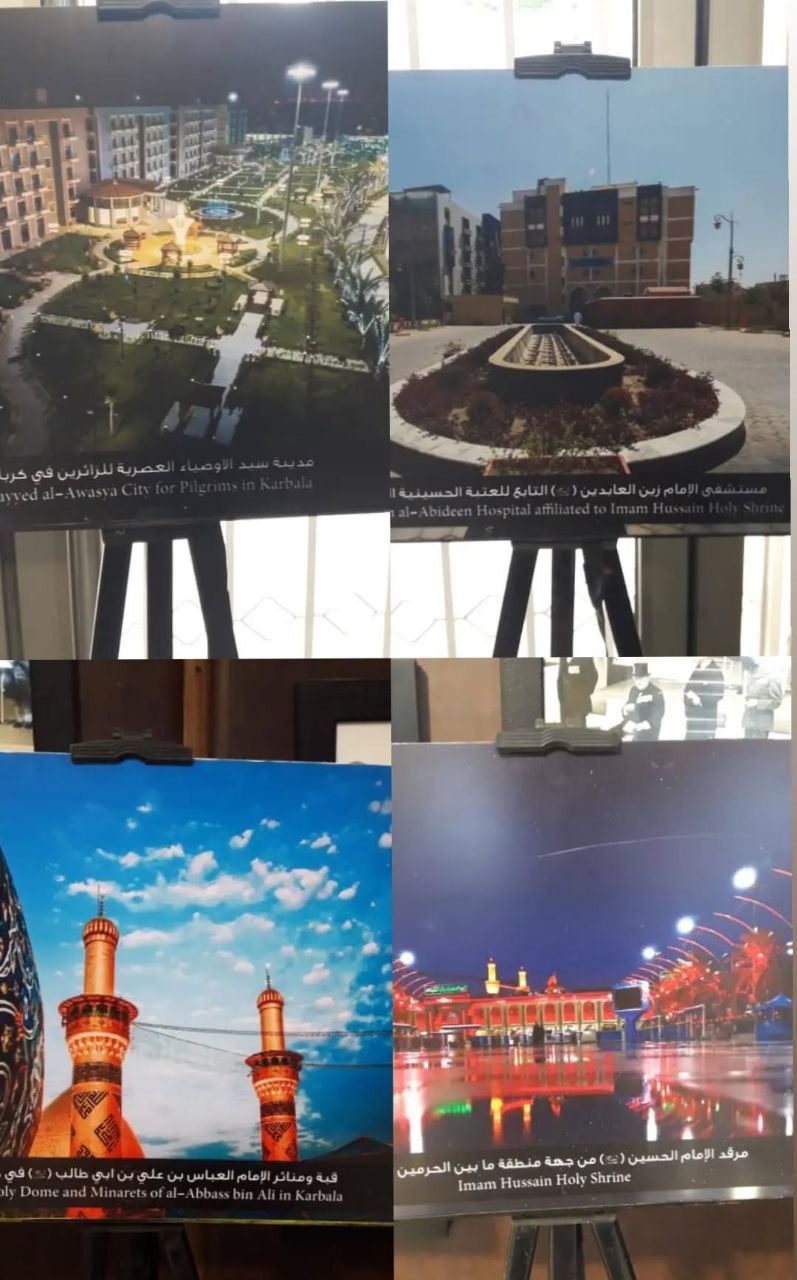 مدينة سيد الاوصياء العصرية للزائرين في
al-Awasya City for Pilgrims in Karbala
مستشفى الإمام زين العابدين (؏) التابع للعتبة الحسينية
al-Abideen Hospital affiliated to Imam Hussain Holy Shrine
قبة ومنائر الإمام العباس بن علي بن ابي طالب (؏) في
Dome and Minarets of al-Abbass bin Ali in Karbala
مرقد الإمام الحسين (؏) من جهة منطقة ما بين الحرمين
Imam Hussain Holy Shrine